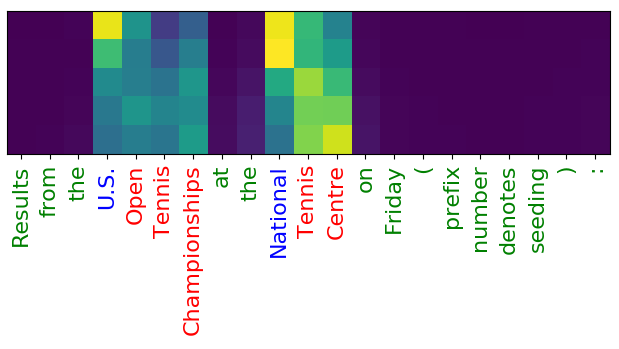 Results
from
the
U.S.
Open
Tennis
Championships
at
the
National
Tennis
Centre
on
Friday
(
prefix
number
denotes
seeding
)
: